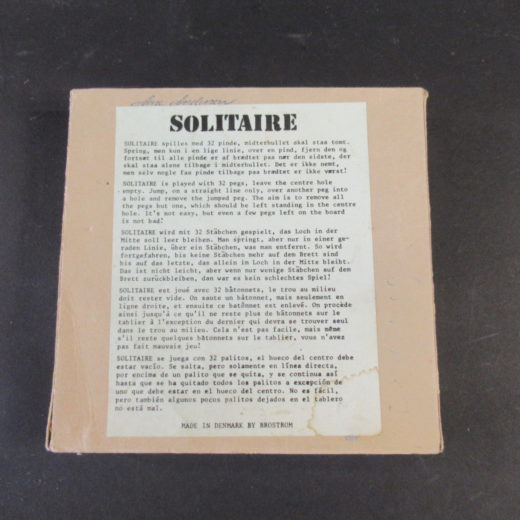 SOLITAIRE
SOLITAIRE spilles med 32 pinde, midterhullet skal staa tomt.
Spring, men kun i en lige linie, over en pind, fjern den og
fortsæt til alle pinde er af brædtet paa nær den sidste, der
skal staa alene tilbage i midterhullet. Det er ikke nemt,
men selv nogle faa pinde tilbage paa brædtet er ikke værst!
SOLITAIRE is played with 32 pegs, leave the centre hole
empty. Jump, on a straight line only, over another peg into
a hole and remove the jumped peg. The aim is to remove all
the pegs but one, which should be left standing in the centre
hole. It's not easy, but even a few pegs left on the board
is not bad!
SOLITAIRE wird mit 32 Stäbchen gespielt, das Loch in der
Mitte soll leer bleiben. Man springt, aber nur in einer ge-
raden Linie, über ein Stäbchen, was man entfernt. So wird
fortgefahren, bis keine Stäbchen mehr auf dem Brett sind
bis auf das letzte, das allein im Loch in der Mitte bleibt.
Das ist nicht leicht, aber wenn nur wenige Stäbchen auf dem
Brett zurückbleiben, dan war es kein schlechtes Spiel!
SOLITAIRE est joué avec 32 bâtonnets, le trou au milieu
doit rester vide. On saute un bâtonnet, mais seulement en
ligne droite, et ensuite ce batônnet est enlevé. On procède
ainsi jusqu'à ce qu'il ne reste plus de bâtonnets sur le
tablier à l'exception du dernier qui devra se trouver seul
dans le trou au milieu. Cela n'est pas facile, mais même
s'il reste quelques bâtonnets sur le tablier, vous n'avez
pas fait mauvais jeu!
SOLITAIRE se juega con 32 palitos, el hueco del centro debe
estar vacío. Se salta, pero solamente en línea directa,
por encima de un palito que se quita, y se continua así
hasta que se ha quitado todos los palitos a excepción de
uno que debe estar en el hueco del centro. No es fácil,
pero también algunos pocos palitos dejados en el tablero
no está mal.
MADE IN DENMARK BY BROSTROM